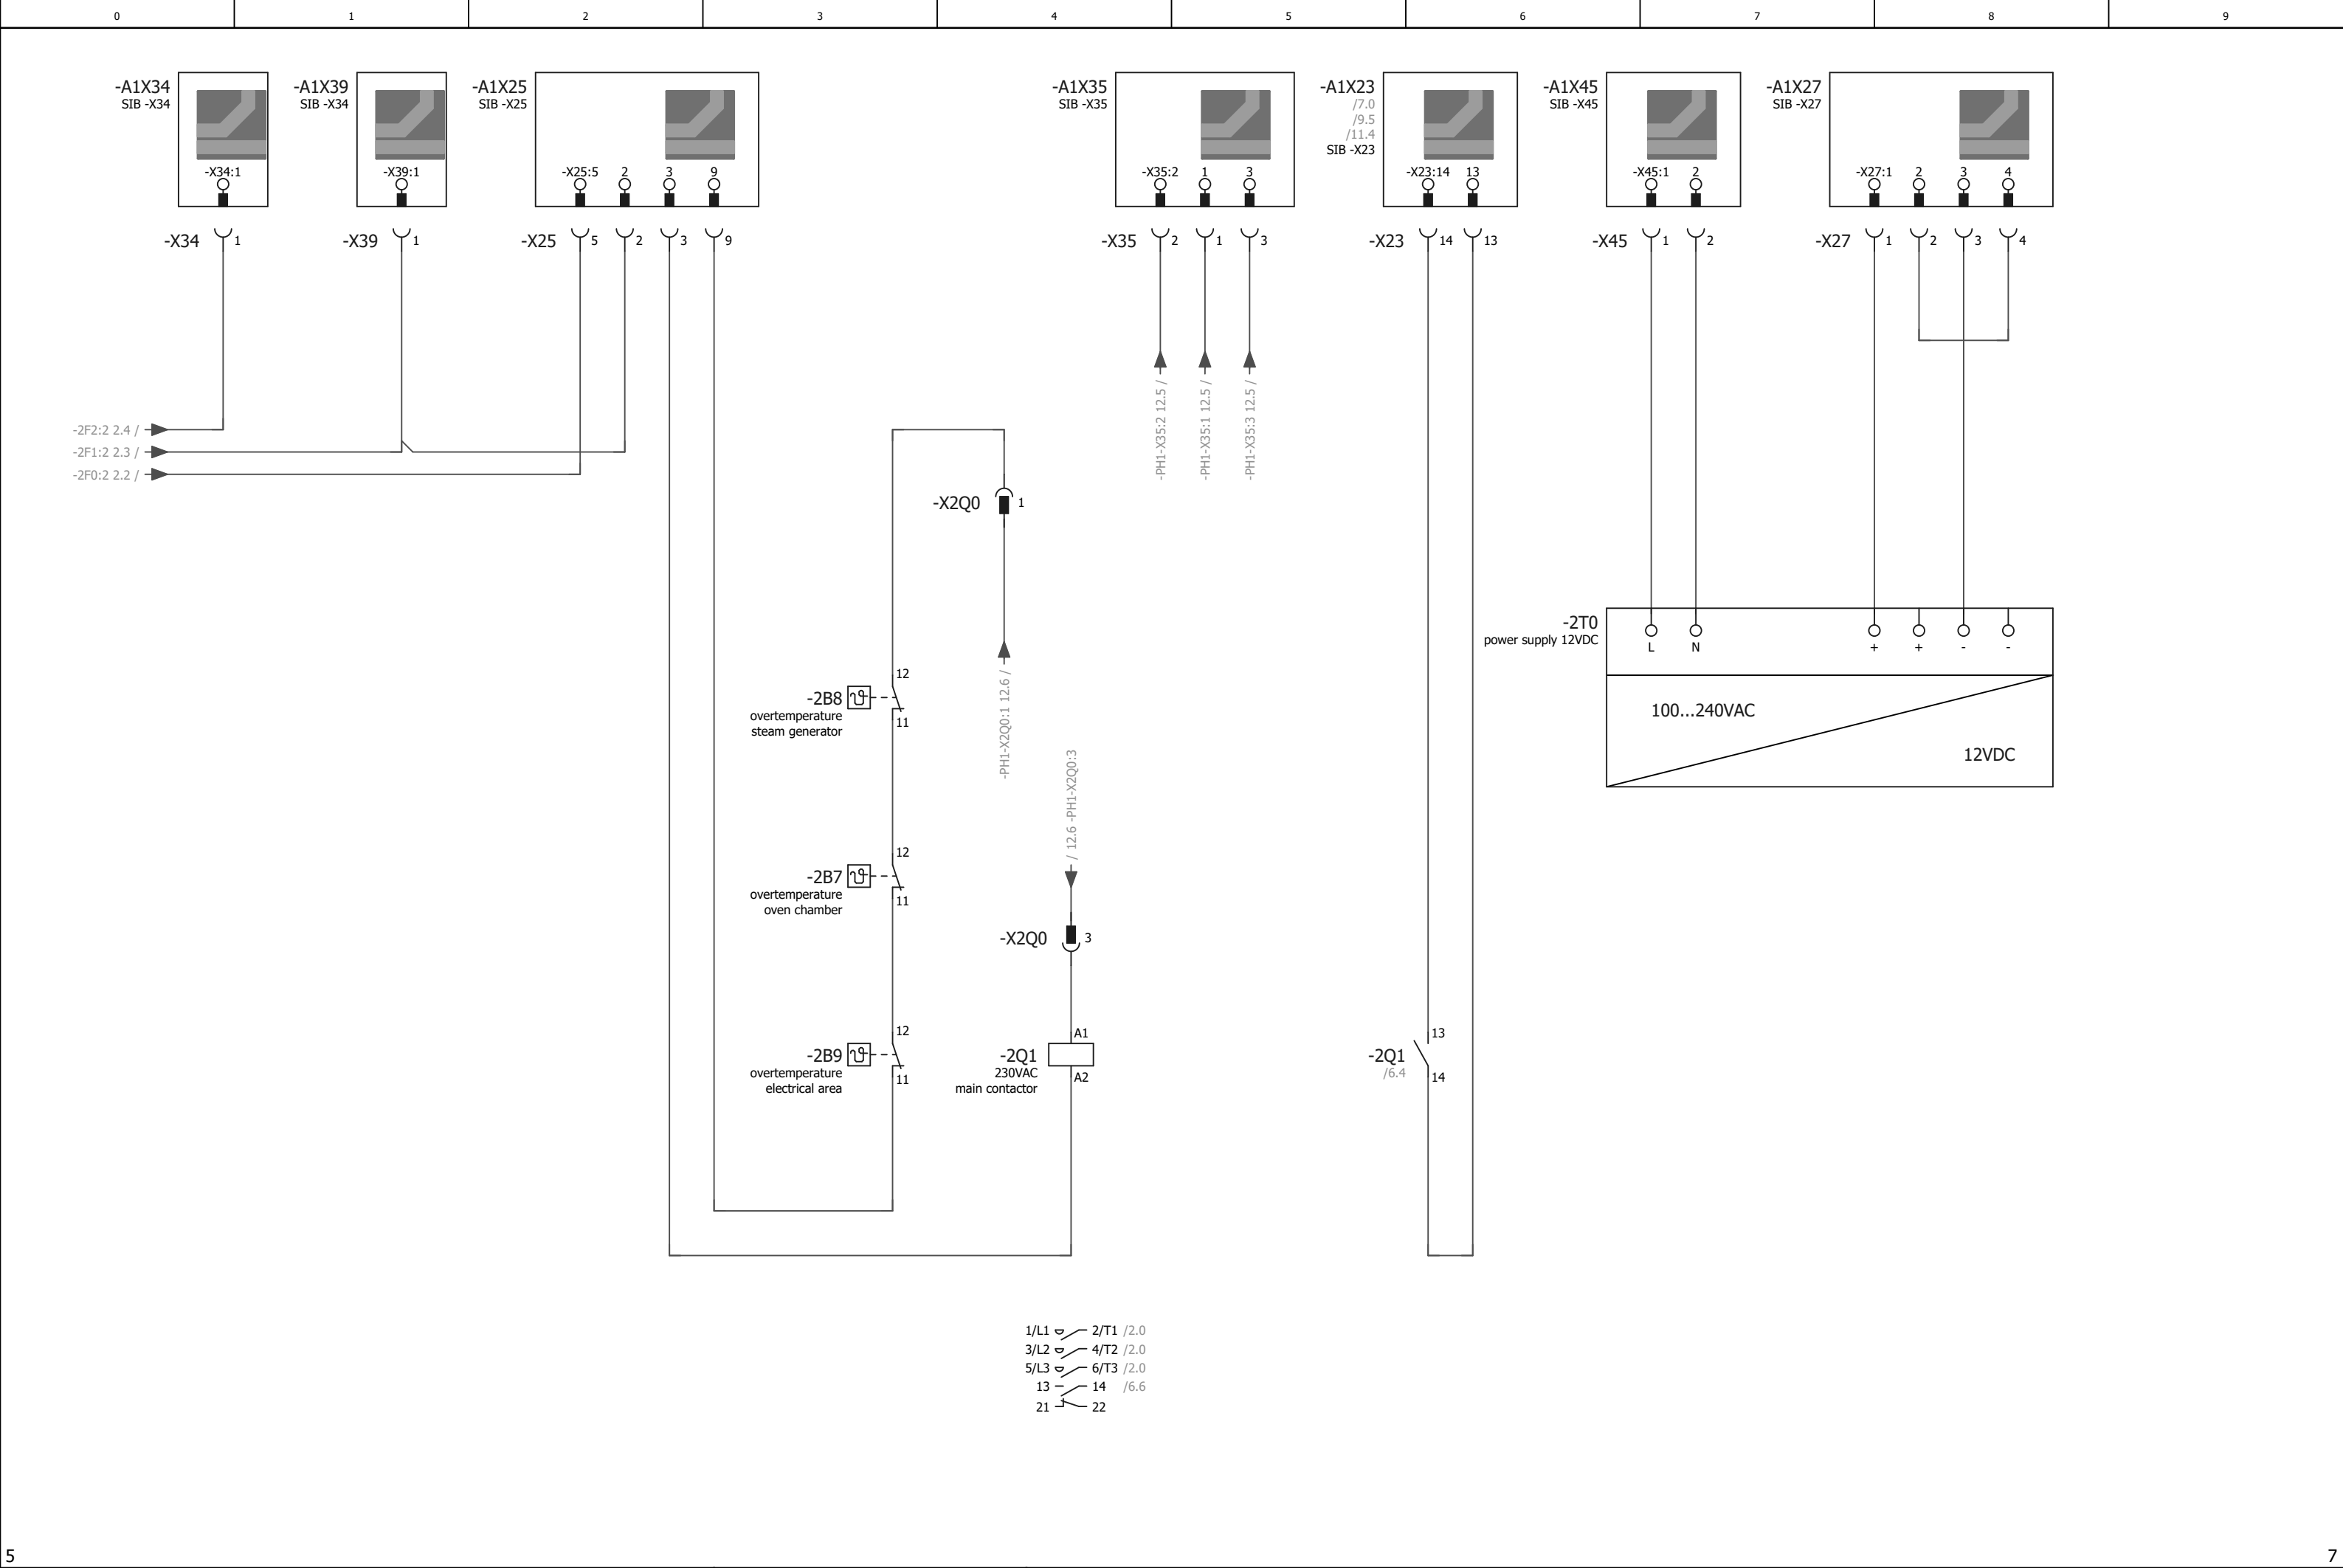 0 1 2 3 4 5 6 7 8 9
-A1X34
SIB -X34
-X34:1
-A1X39
SIB -X34
-X39:1
-A1X25
SIB -X25
-X25:5 2 3 9
-A1X35
SIB -X35
-X35:2 1 3
-A1X23
/7.0
/9.5
/11.4
SIB -X23
-X23:14 13
-A1X45
SIB -X45
-X45:1 2
-A1X27
SIB -X27
-X27:1 2 3 4
-X34 1
-X39 1
-X25 5 2 3 9
-X35 2 1 3
-X23 14 13
-X45 1 2
-X27 1 2 3 4
-2F2:2 2.4 /
-2F1:2 2.3 /
-2F0:2 2.2 /
-PH1-X35:2 12.5 /
-PH1-X35:1 12.5 /
-PH1-X35:3 12.5 /
-X2Q0 1
-PH1-X2Q0:1 12.6 /
-2T0
power supply 12VDC
L N + + - -
100...240VAC
12VDC
12
-2B8
overtemperature
steam generator
11
/ 12.6 -PH1-X2Q0:3
12
-2B7
overtemperature
oven chamber
11
-X2Q0 3
12
-2B9
overtemperature
electrical area
11
A1
-2Q1
230VAC
main contactor
A2
13
-2Q1
/6.4
14
1/L1 2/T1 /2.0
3/L2 4/T2 /2.0
5/L3 6/T3 /2.0
13 14 /6.6
21 22
5
7